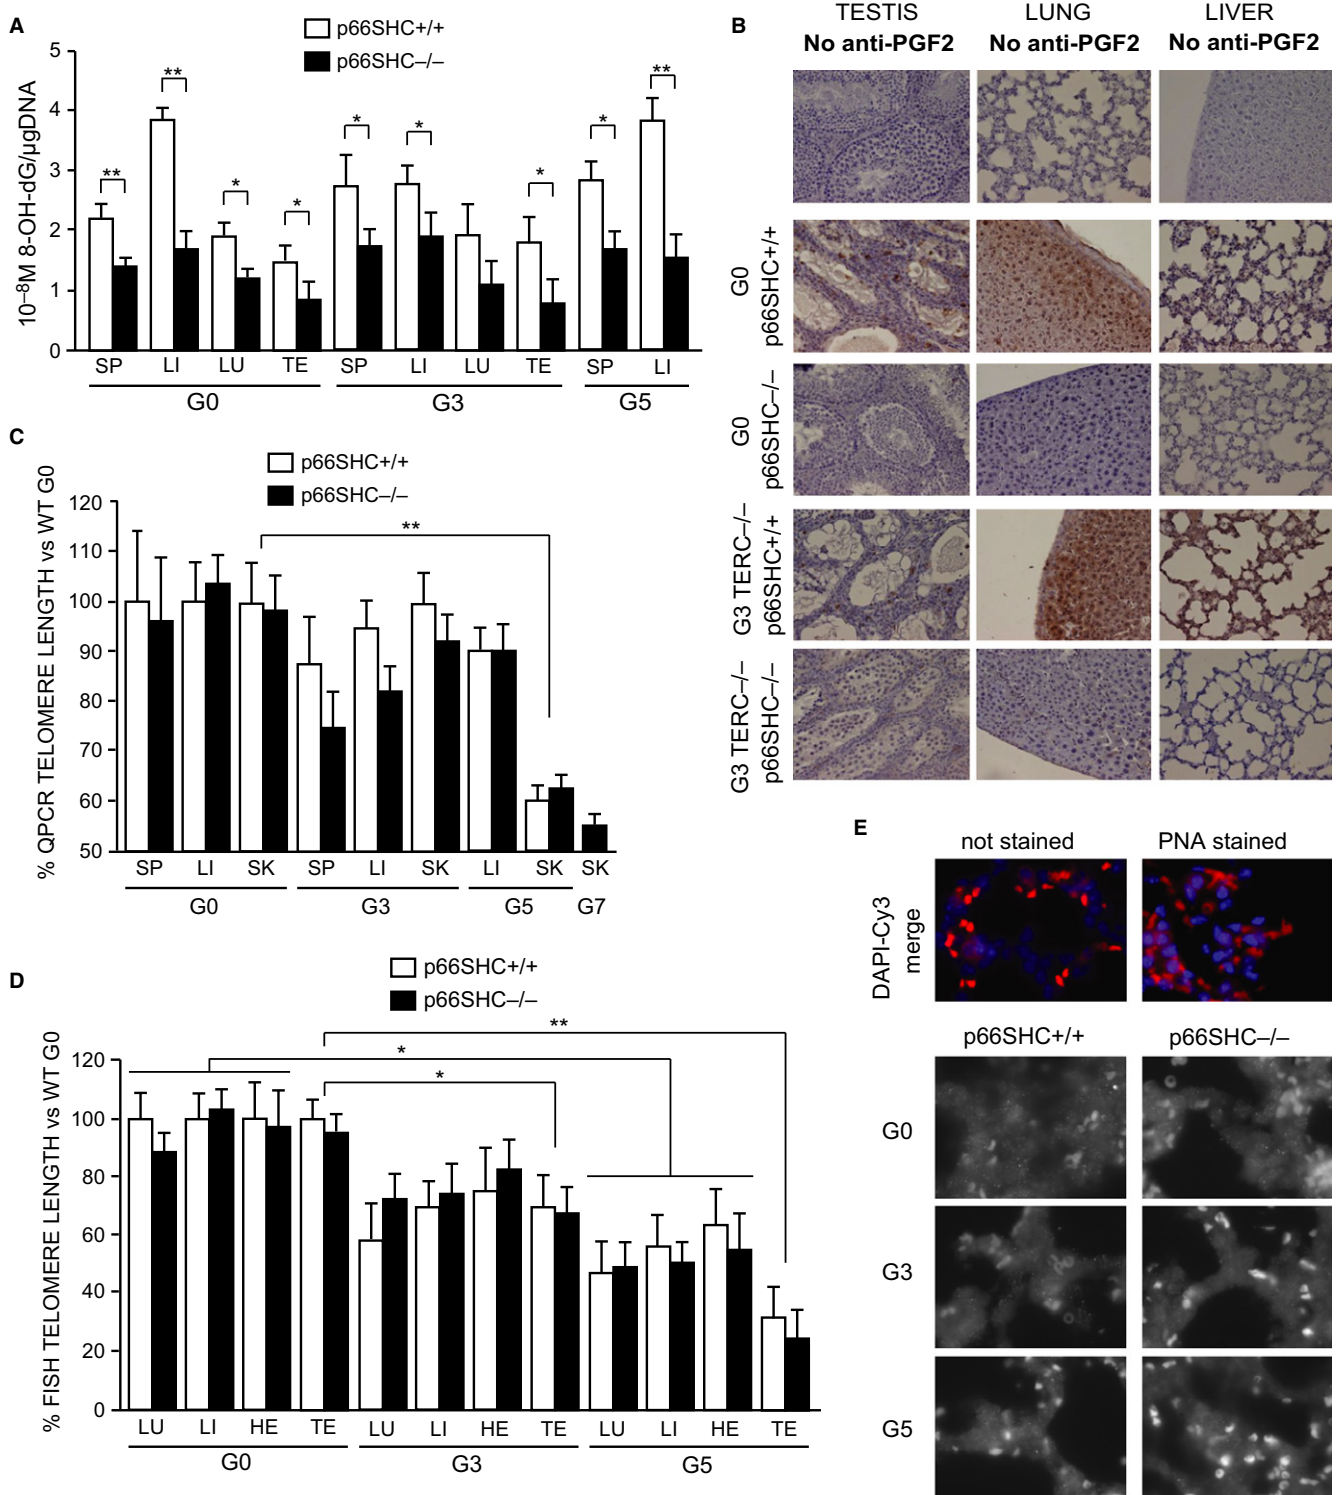 A
p66SHC+/+
p66SHC–/–
10⁻⁸M 8-OH-dG/µgDNA
5
4
3
2
1
0
** ** * * * * * * **
SP LI LU TE SP LI LU TE SP LI
G0 G3 G5
B
TESTIS LUNG LIVER
No anti-PGF2 No anti-PGF2 No anti-PGF2
G0
p66SHC+/+
G0
p66SHC–/–
G3 TERC–/–
p66SHC+/+
G3 TERC–/–
p66SHC–/–
C
p66SHC+/+
p66SHC–/–
% QPCR TELOMERE LENGTH vs WT G0
120
110
100
90
80
70
60
50
**
SP LI SK SP LI SK LI SK SK
G0 G3 G5 G7
D
p66SHC+/+
p66SHC–/–
% FISH TELOMERE LENGTH vs WT G0
120
100
80
60
40
20
0
**
*
*
LU LI HE TE LU LI HE TE LU LI HE TE
G0 G3 G5
E
not stained PNA stained
DAPI-Cy3
merge
p66SHC+/+ p66SHC–/–
G0
G3
G5